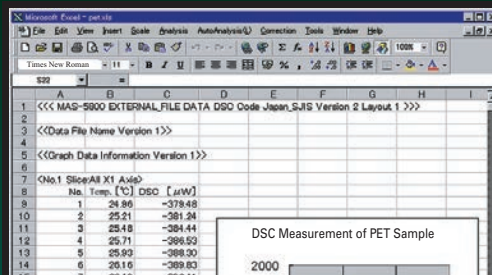 Microsoft Excel - pet.xls
File Edit View Insert Scale Analysis AutoAnalysis(L) Correction Tools Window Help
100%
Times New Roman 11 B I U
S22 =
A B C D E F G H I
1 <<< MAS-5800 EXTERNAL_FILE DATA DSC Code Japan_SJIS Version 2 Layout 1 >>>
2
3 <<Data File Name Version 1>>
4
5 <<Graph Data Information Version 1>>
6
7 <No.1 Slice:All X1 Axis>
8 No. Temp. [℃] DSC [μW]
9 1 24.96 -379.48
10 2 25.21 -381.24
11 3 25.48 -384.44
12 4 25.71 -386.53
13 5 25.93 -388.30
14 6 26.16 -389.83
DSC Measurement of PET Sample
2000